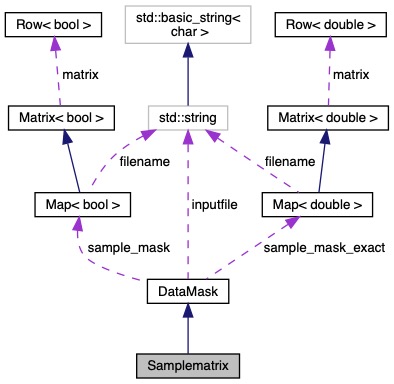 Row< bool >
std::basic_string<
char >
Row< double >
matrix
matrix
Matrix< bool >
std::string
Matrix< double >
filename
filename
Map< bool >
inputfile
Map< double >
sample_mask
sample_mask_exact
DataMask
Samplematrix